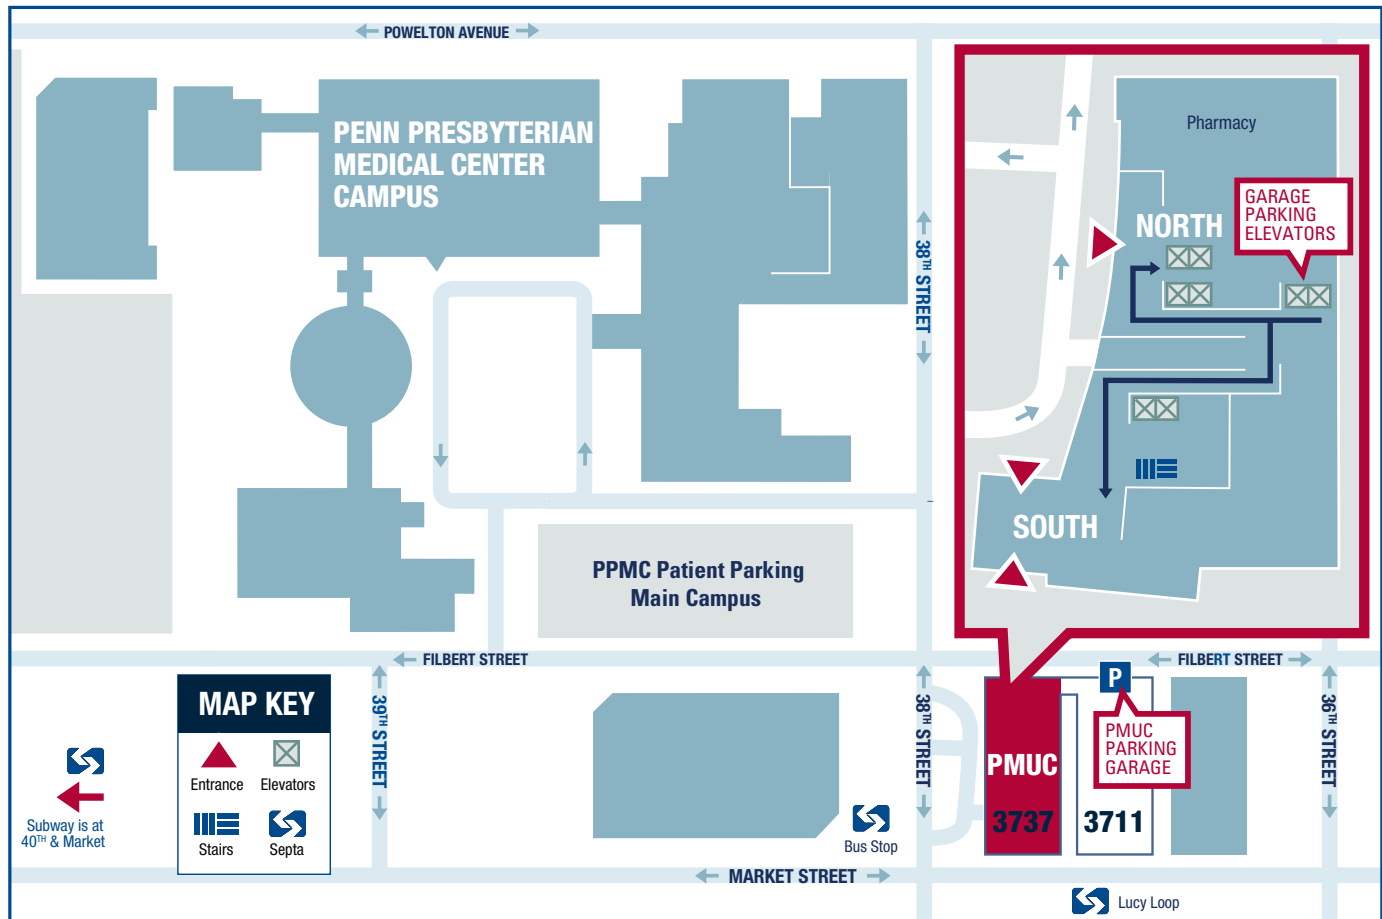 POWELTON AVENUE
PENN PRESBYTERIAN
MEDICAL CENTER
CAMPUS
38TH STREET
Pharmacy
NORTH
GARAGE
PARKING
ELEVATORS
SOUTH
PPMC Patient Parking
Main Campus
FILBERT STREET
FILBERT STREET
MAP KEY
Entrance
Elevators
Stairs
Septa
39TH STREET
38TH STREET
36TH STREET
P
PMUC
PARKING
GARAGE
PMUC
3737
3711
Subway is at
40TH & Market
Bus Stop
MARKET STREET
Lucy Loop